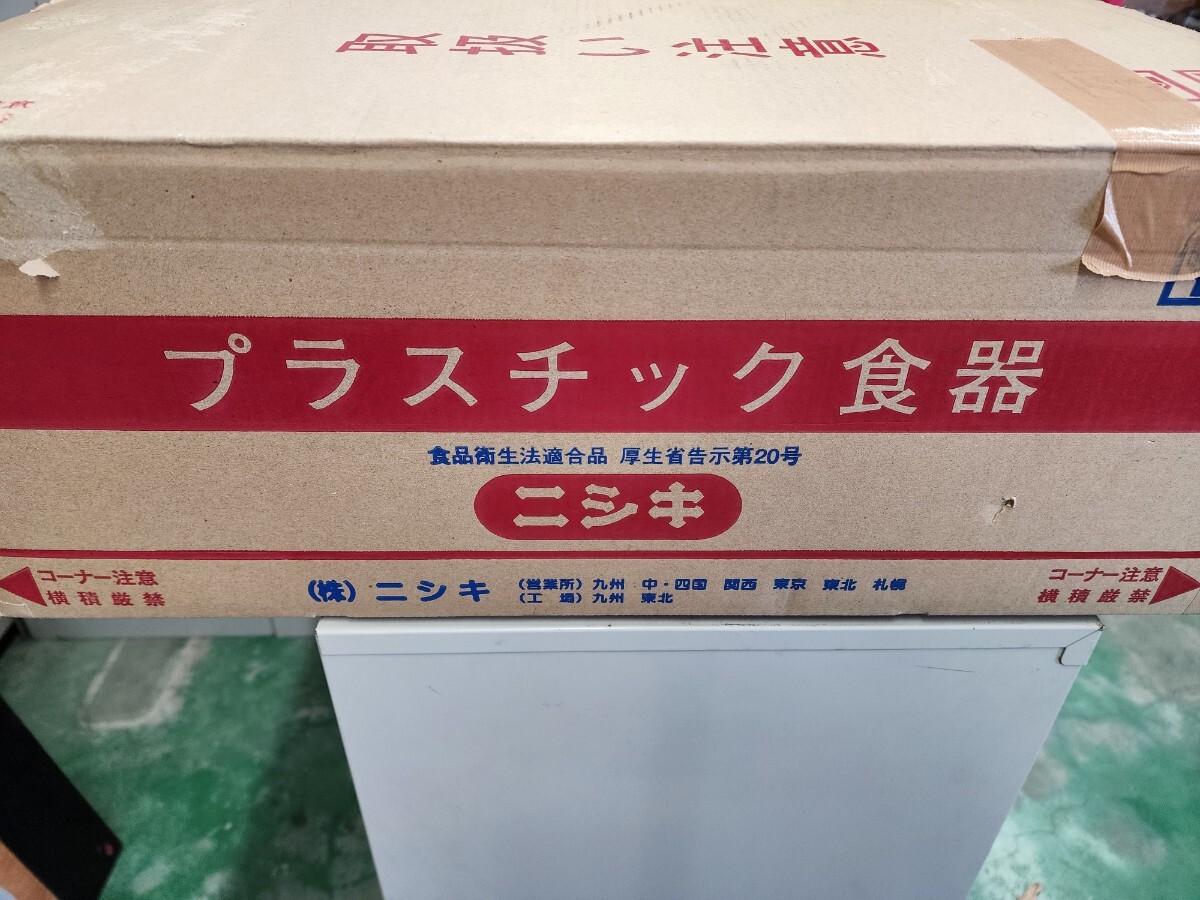 取扱い注意
プラスチック食器
食品衛生法適合品 厚生省告示第20号
ニシキ
コーナー注意
横積厳禁
(株)ニシキ
(営業所)九州 中・四国 関西 東京 東北 札幌
(工場)九州 東北
コーナー注意
横積厳禁